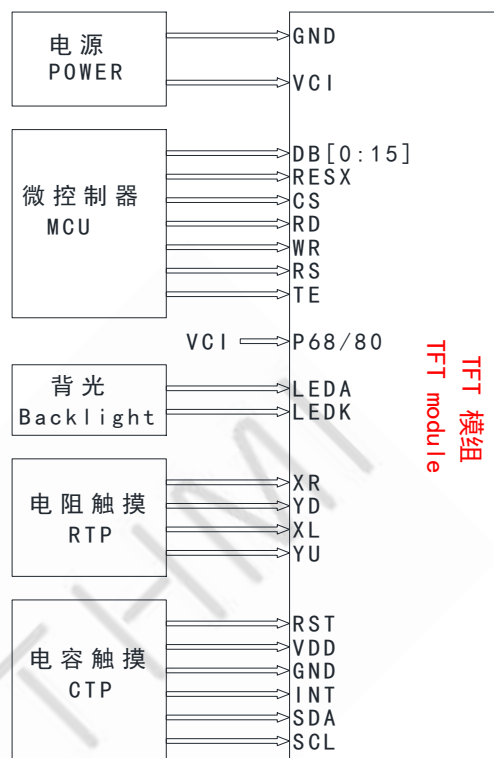 电源
POWER
GND
VCI
微控制器
MCU
DB[0:15]
RESX
CS
RD
WR
RS
TE
VCI
P68/80
背光
Backlight
LEDA
LEDK
电阻触摸
RTP
XR
YD
XL
YU
电容触摸
CTP
RST
VDD
GND
INT
SDA
SCL
TFT 模组
TFT module
THMI